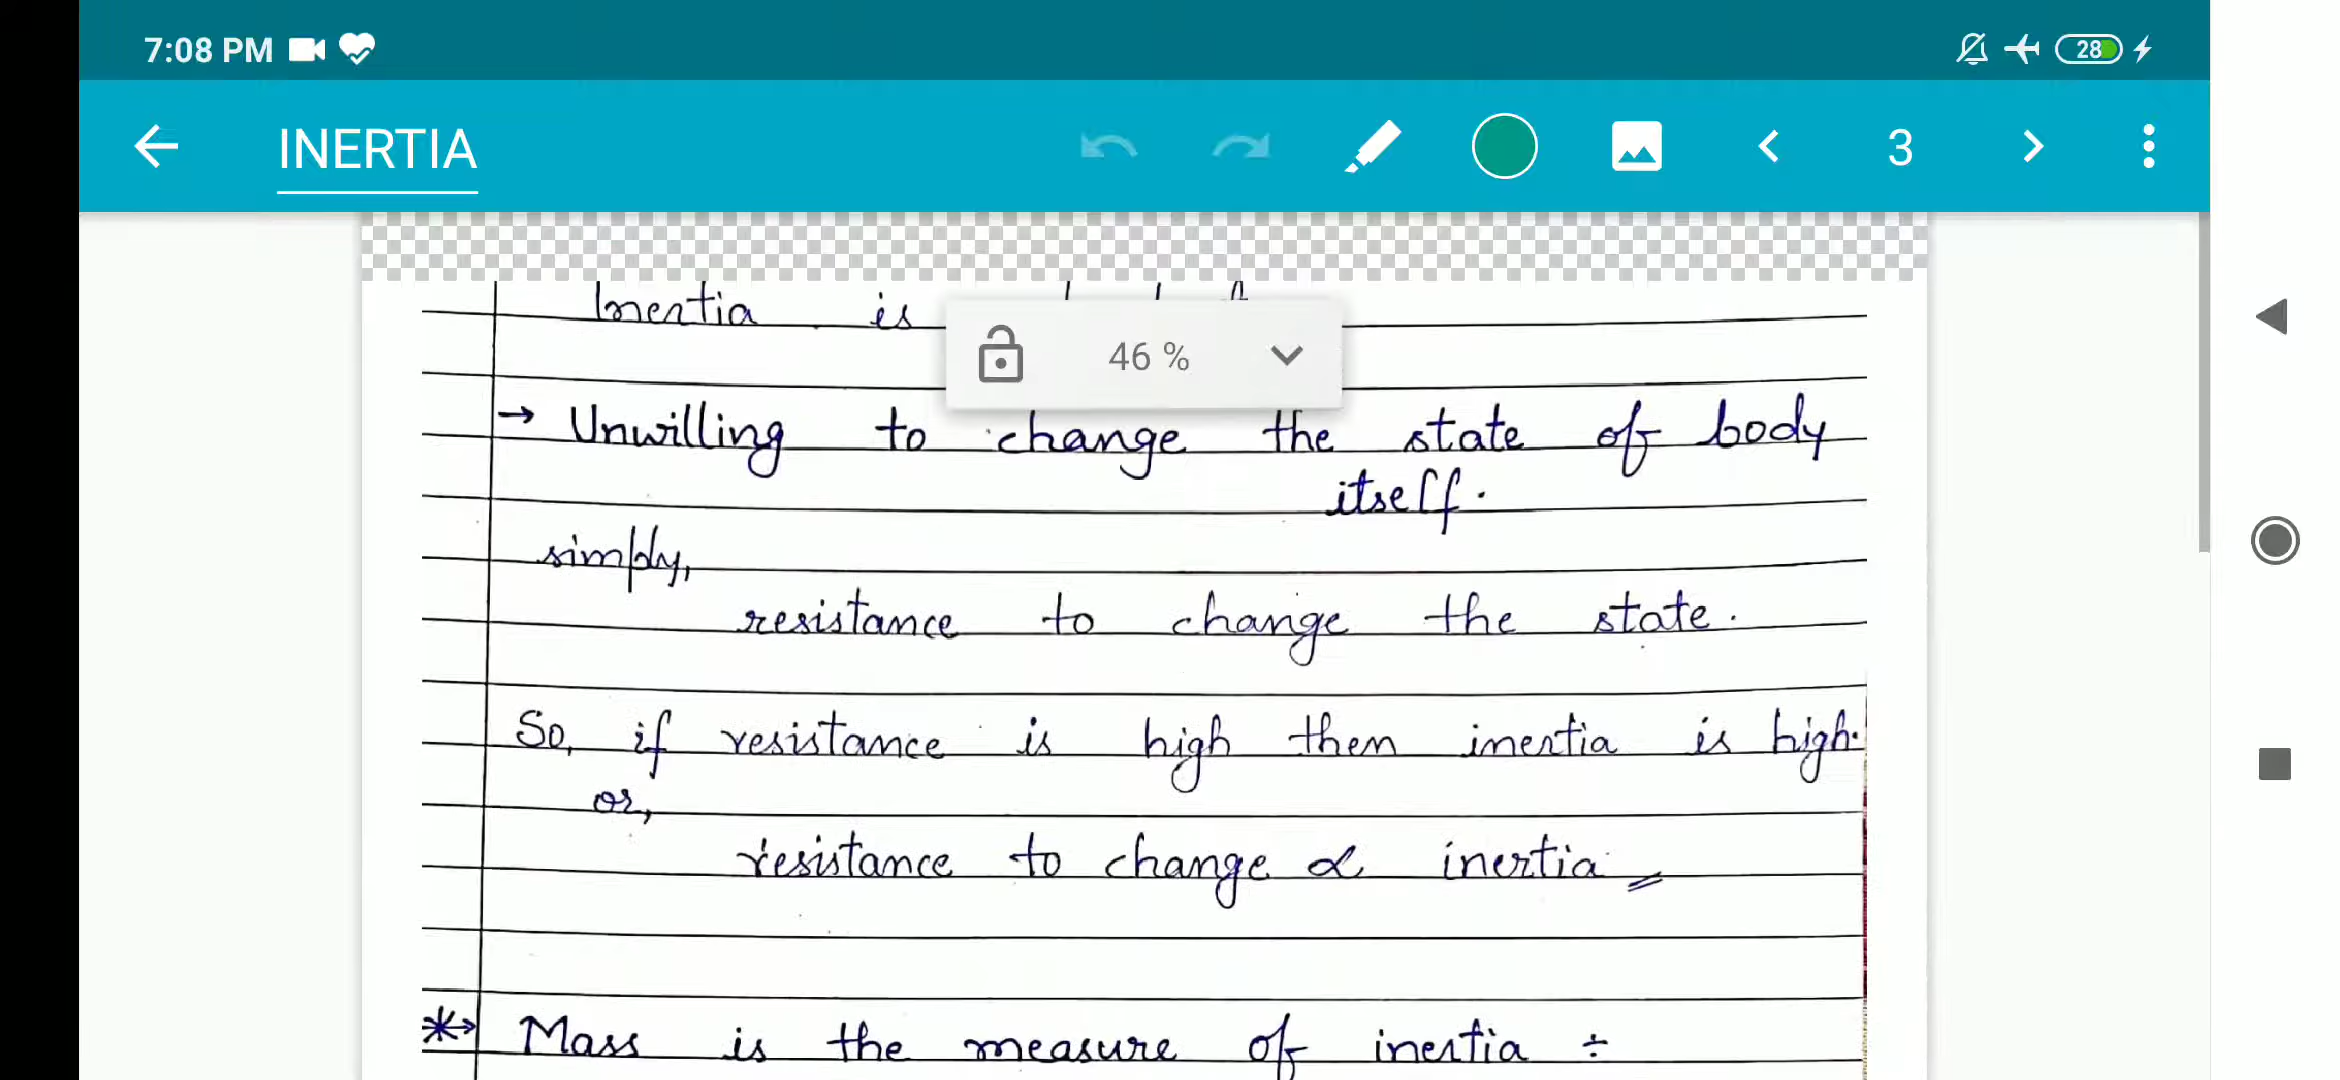 7:08 PM
28
INERTIA
3
Inertia is
46 %
→ Unwilling to change the state of body
itself.
simply,
resistance to change the state.
So, if resistance is high then inertia is high.
or,
resistance to change ∝ inertia
*→ Mass is the measure of inertia ÷